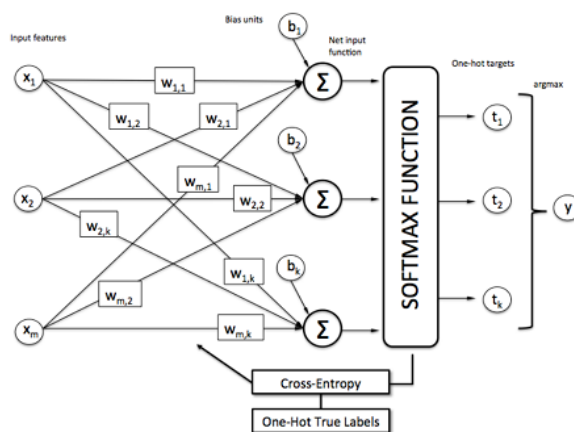 Bias units
b1
Net input
function
Input features
One-hot targets
argmax
x1
w1,1
Σ
w1,2
w2,1
t1
b2
wm,1
x2
w2,2
Σ
SOFTMAX FUNCTION
t2
y
w2,k
w1,k
bk
wm,2
tk
xm
wm,k
Σ
Cross-Entropy
One-Hot True Labels